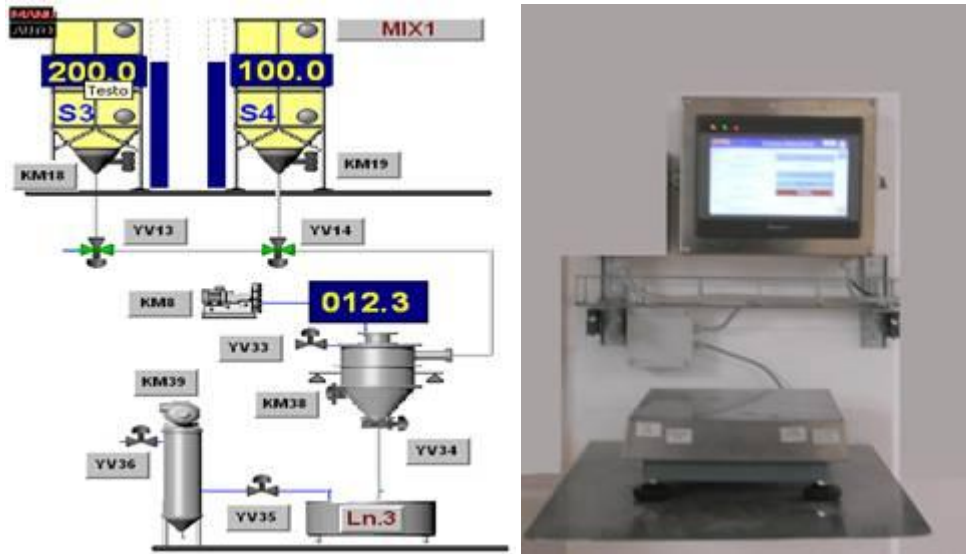 MANU
MIX1
200.0
100.0
Testo
S3
S4
KM18
KM19
YV13
YV14
KM8
012.3
YV33
KM39
KM38
YV36
YV34
YV35
Ln.3